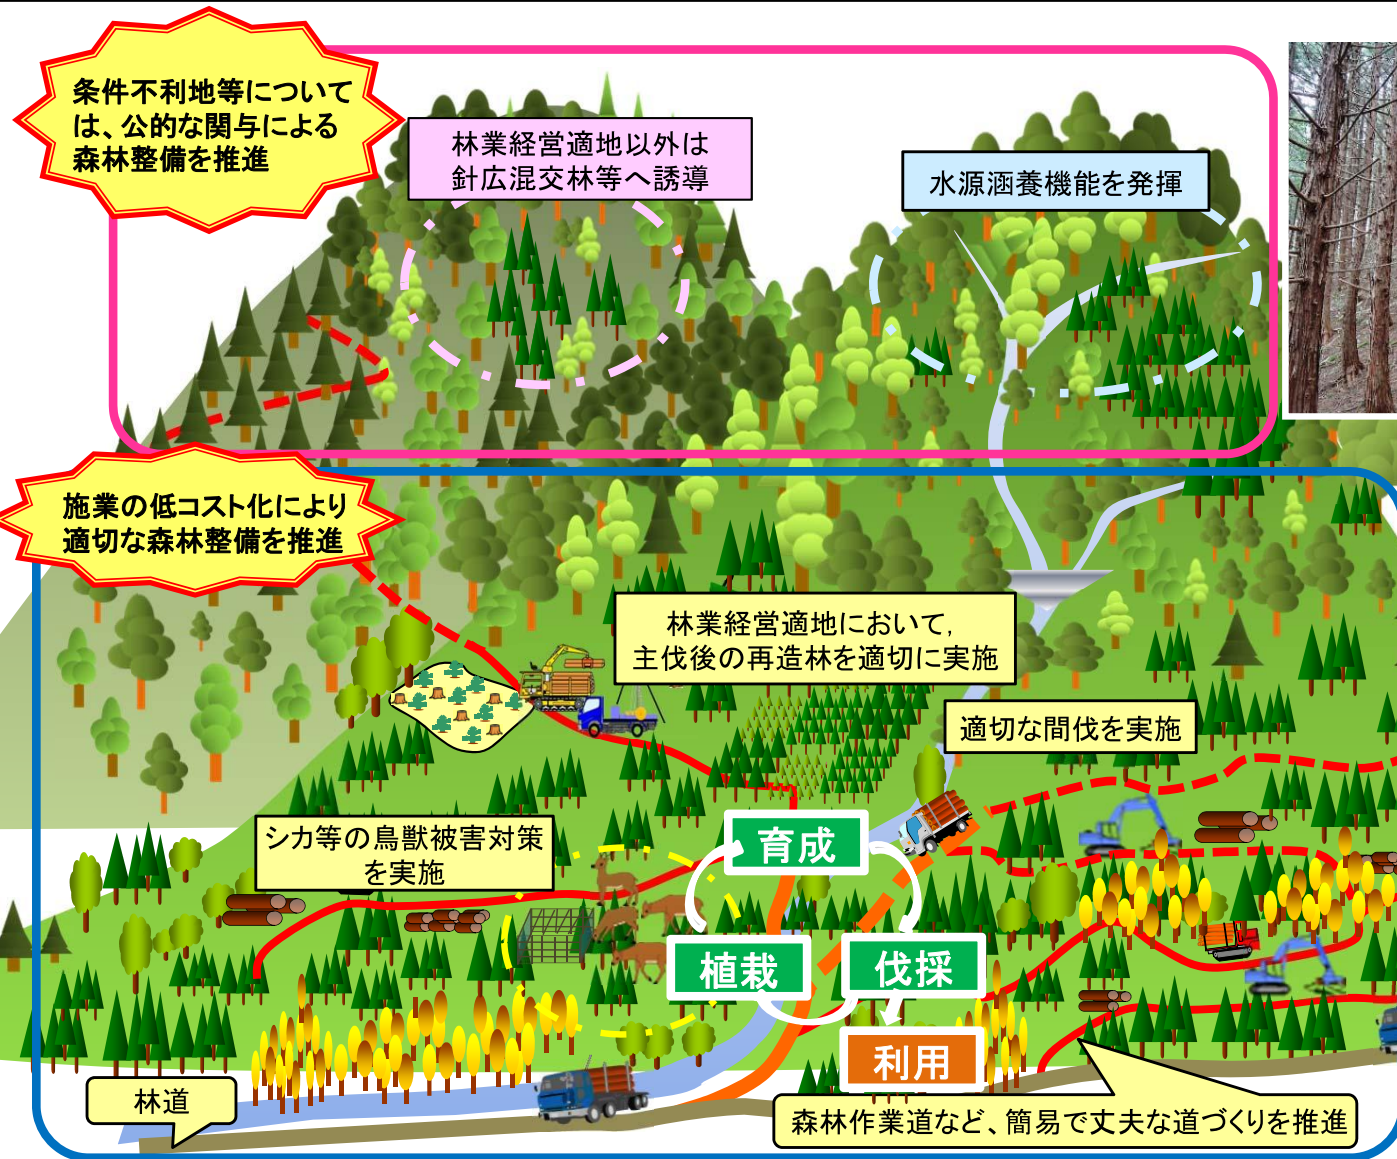 条件不利地等について
は、公的な関与による
森林整備を推進
林業経営適地以外は
針広混交林等へ誘導
水源涵養機能を発揮
施業の低コスト化により
適切な森林整備を推進
林業経営適地において,
主伐後の再造林を適切に実施
適切な間伐を実施
シカ等の鳥獣被害対策
を実施
育成
植栽
伐採
利用
林道
森林作業道など、簡易で丈夫な道づくりを推進